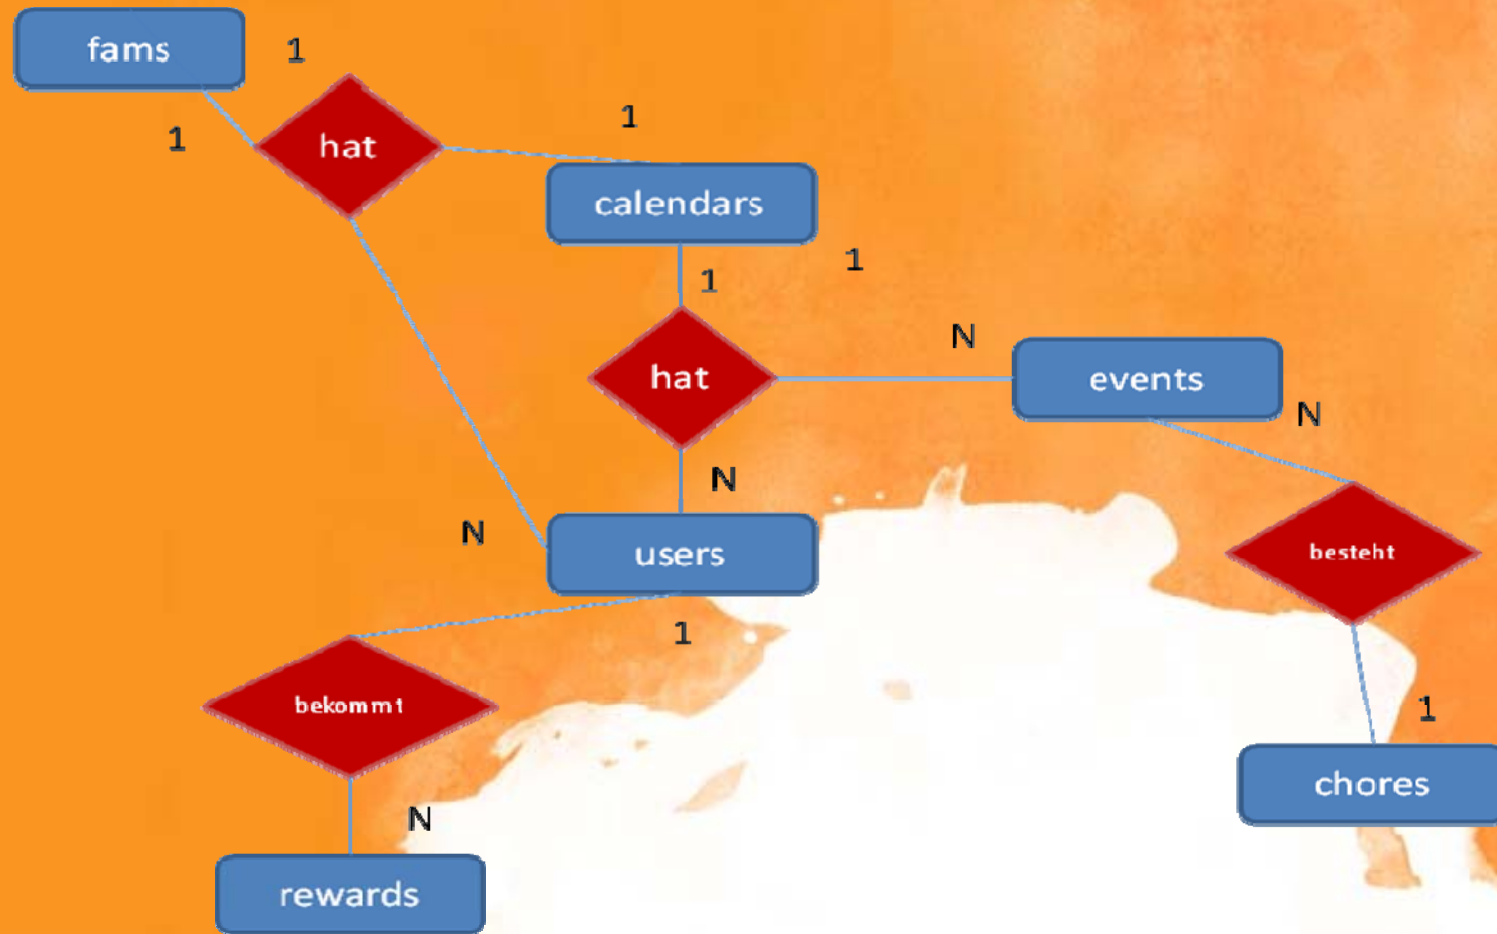 fams
1
1
hat
1
calendars
1
1
hat
N
events
N
N
N
users
besteht
1
bekommt
1
chores
N
rewards